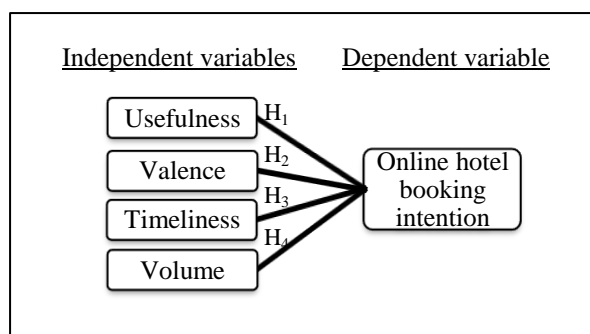 Independent variables
Dependent variable
Usefulness
H₁
Valence
H₂
Timeliness
H₃
Volume
H₄
Online hotel
booking
intention